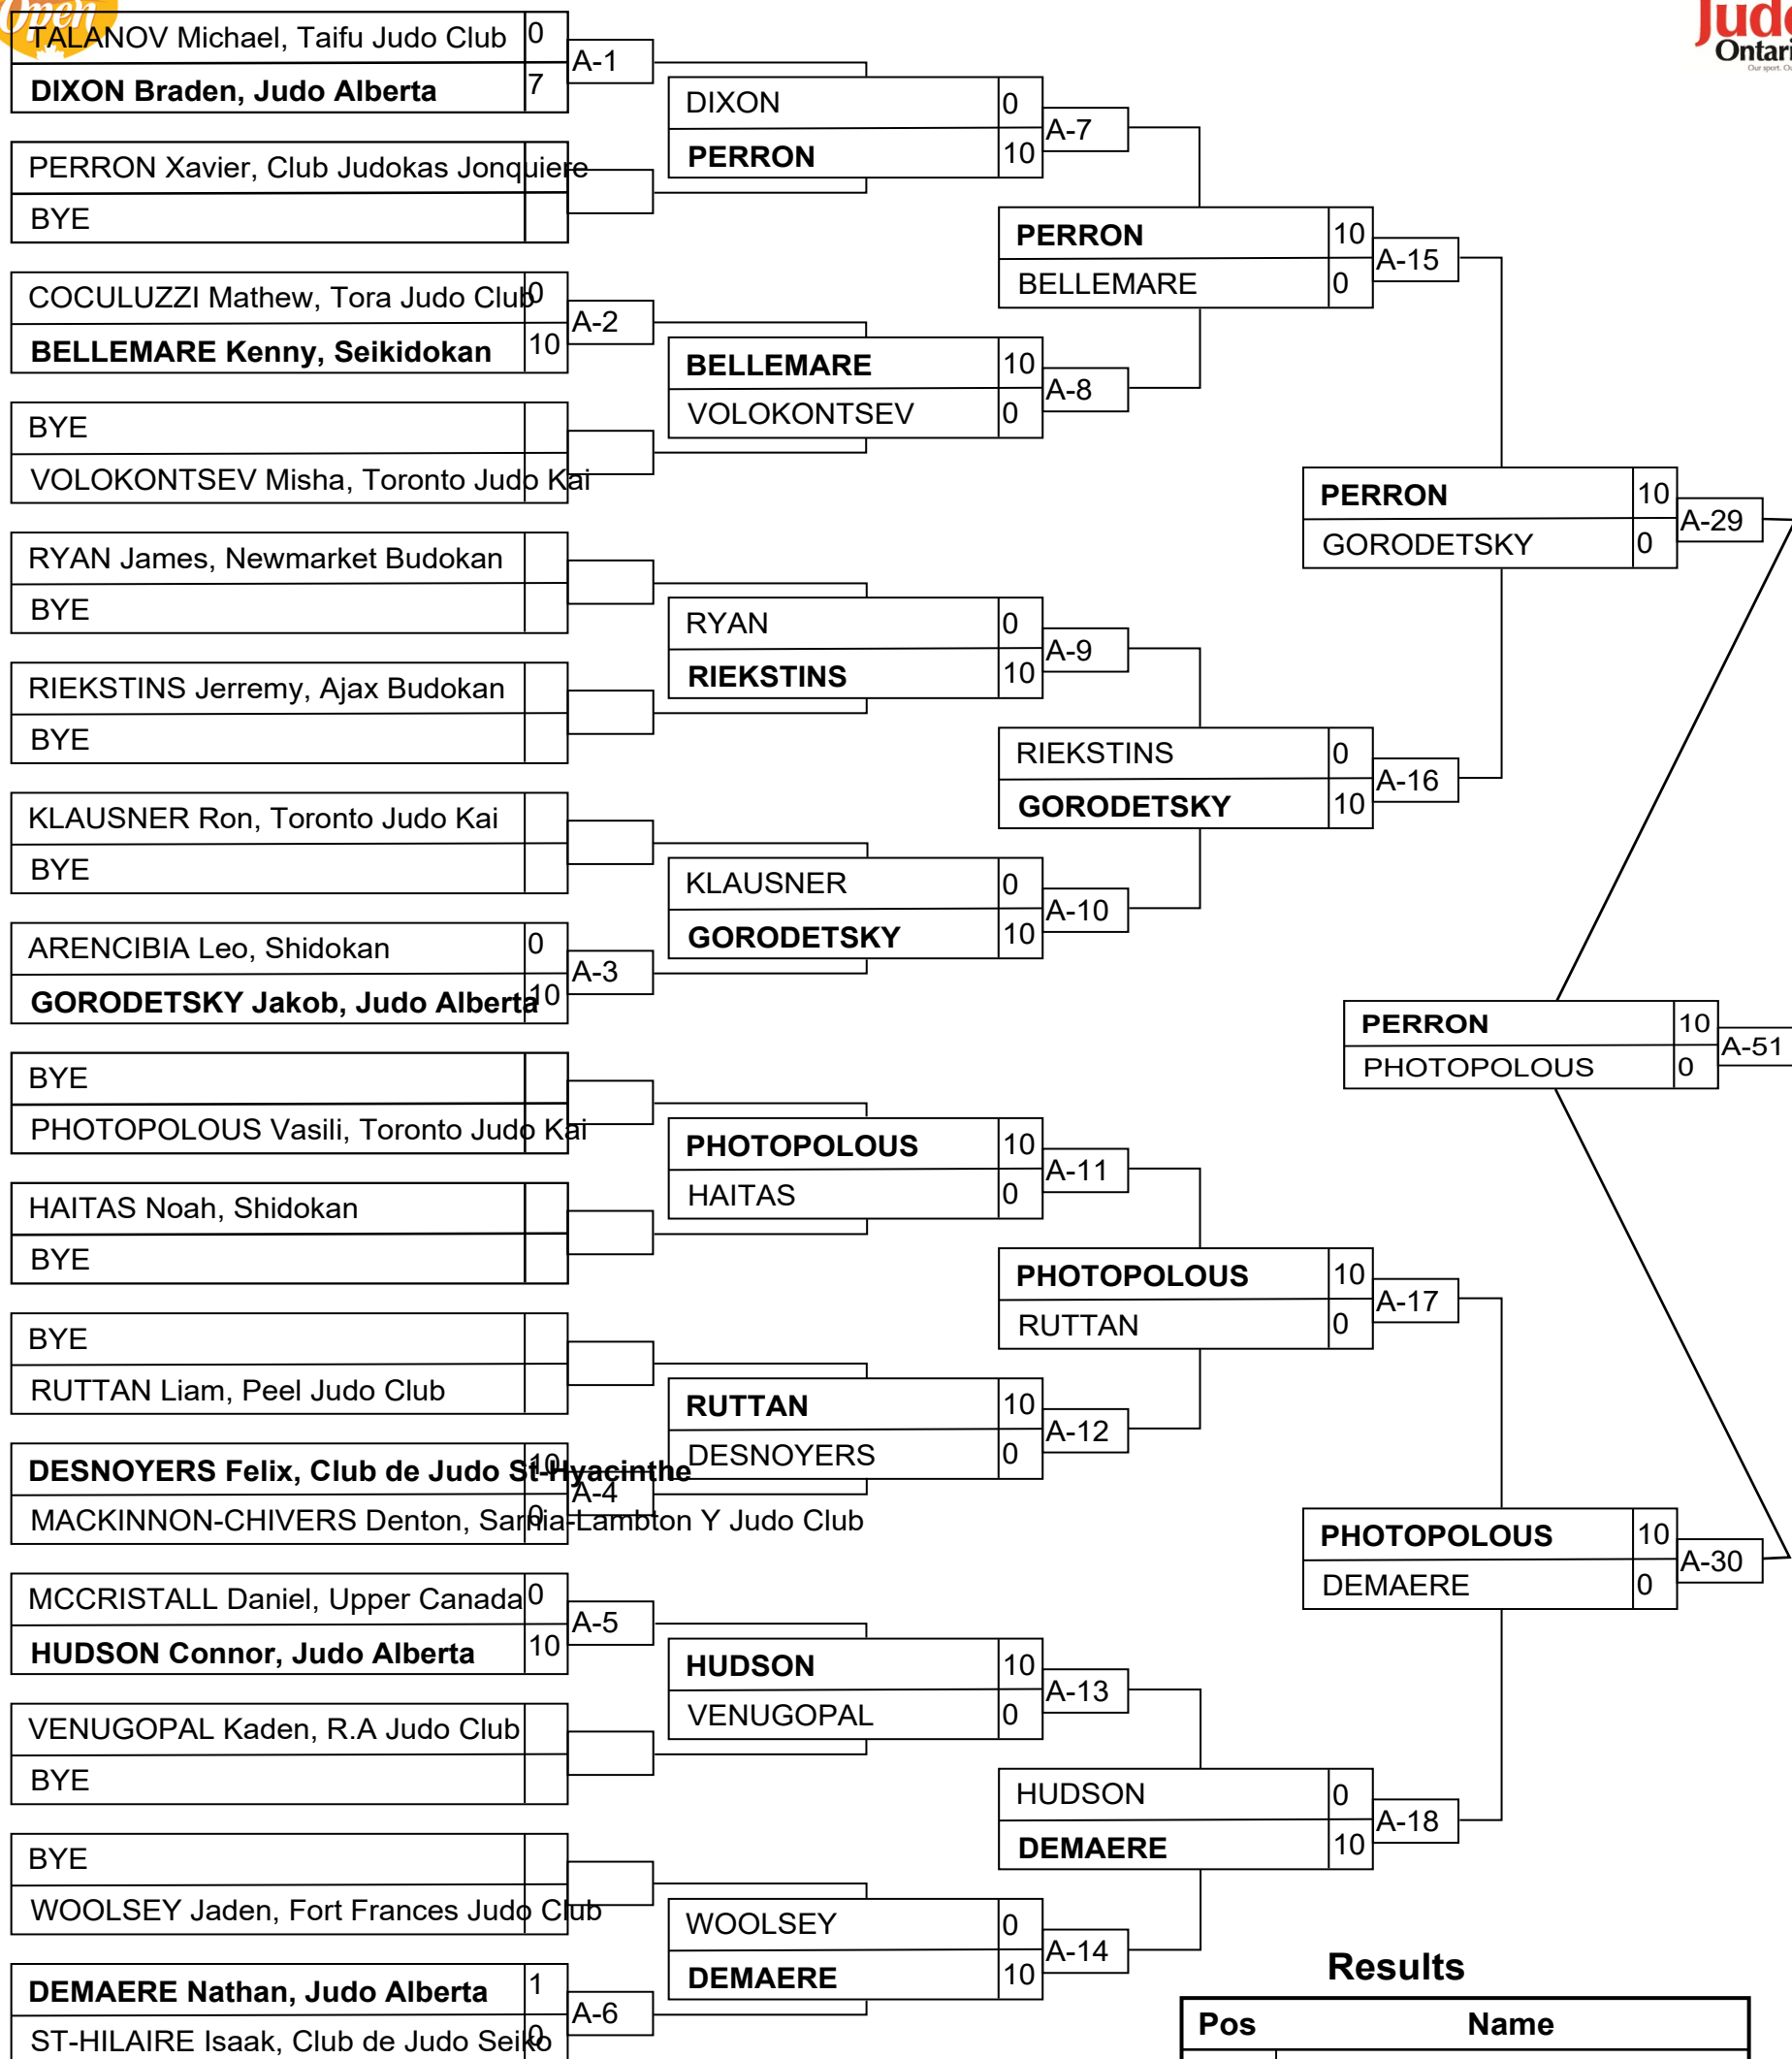 Open
Judo
Ontario
TALANOV Michael, Taifu Judo Club 0
A-1
DIXON Braden, Judo Alberta 7
DIXON 0
A-7
PERRON 10
PERRON Xavier, Club Judokas Jonquiere
BYE
PERRON 10
A-15
BELLEMARE 0
COCULUZZI Mathew, Tora Judo Club 0
A-2
BELLEMARE Kenny, Seikidokan 10
BELLEMARE 10
A-8
VOLOKONTSEV 0
BYE
VOLOKONTSEV Misha, Toronto Judo Kai
PERRON 10
A-29
GORODETSKY 0
RYAN James, Newmarket Budokan
BYE
RYAN 0
A-9
RIEKSTINS 10
RIEKSTINS Jerremy, Ajax Budokan
BYE
RIEKSTINS 0
A-16
GORODETSKY 10
KLAUSNER Ron, Toronto Judo Kai
BYE
KLAUSNER 0
A-10
GORODETSKY 10
ARENCIBIA Leo, Shidokan 0
A-3
GORODETSKY Jakob, Judo Alberta 10
PERRON 10
A-51
PHOTOPOLOUS 0
BYE
PHOTOPOLOUS Vasili, Toronto Judo Kai
PHOTOPOLOUS 10
A-11
HAITAS 0
HAITAS Noah, Shidokan
BYE
PHOTOPOLOUS 10
A-17
RUTTAN 0
BYE
RUTTAN Liam, Peel Judo Club
RUTTAN 10
A-12
DESNOYERS 0
DESNOYERS Felix, Club de Judo St-Hyacinthe 10
A-4
MACKINNON-CHIVERS Denton, Sarnia-Lambton Y Judo Club 0
PHOTOPOLOUS 10
A-30
DEMAERE 0
MCCRISTALL Daniel, Upper Canada 0
A-5
HUDSON Connor, Judo Alberta 10
HUDSON 10
A-13
VENUGOPAL 0
VENUGOPAL Kaden, R.A Judo Club
BYE
HUDSON 0
A-18
DEMAERE 10
BYE
WOOLSEY Jaden, Fort Frances Judo Club
WOOLSEY 0
A-14
DEMAERE 10
DEMAERE Nathan, Judo Alberta 1
A-6
ST-HILAIRE Isaak, Club de Judo Seiko 0
Results
Pos Name